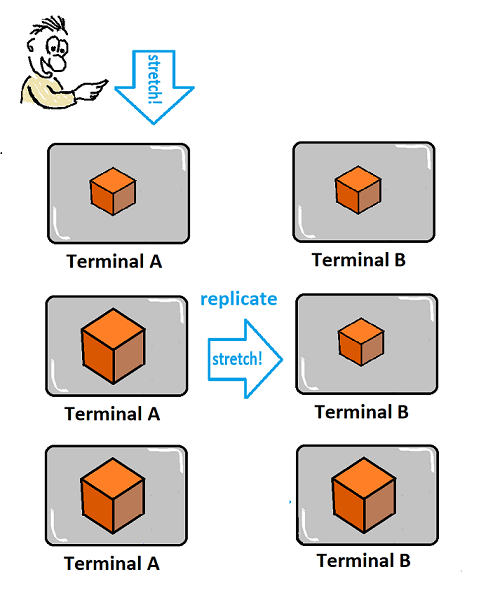 stretch!
Terminal A
Terminal B
replicate
stretch!
Terminal A
Terminal B
Terminal A
Terminal B